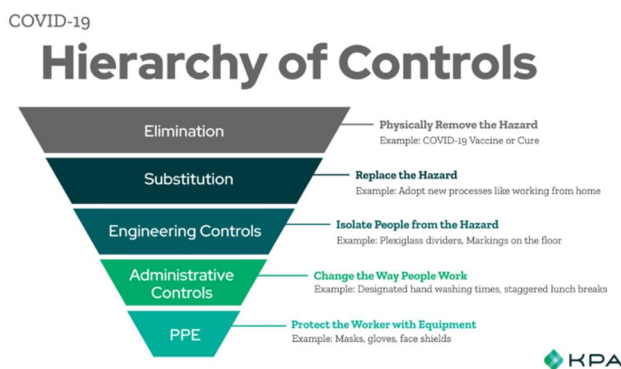 COVID-19
Hierarchy of Controls
Elimination
Physically Remove the Hazard
Example: COVID-19 Vaccine or Cure
Substitution
Replace the Hazard
Example: Adopt new processes like working from home
Engineering Controls
Isolate People from the Hazard
Example: Plexiglass dividers, Markings on the floor
Administrative
Controls
Change the Way People Work
Example: Designated hand washing times, staggered lunch breaks
PPE
Protect the Worker with Equipment
Example: Masks, gloves, face shields
KPA